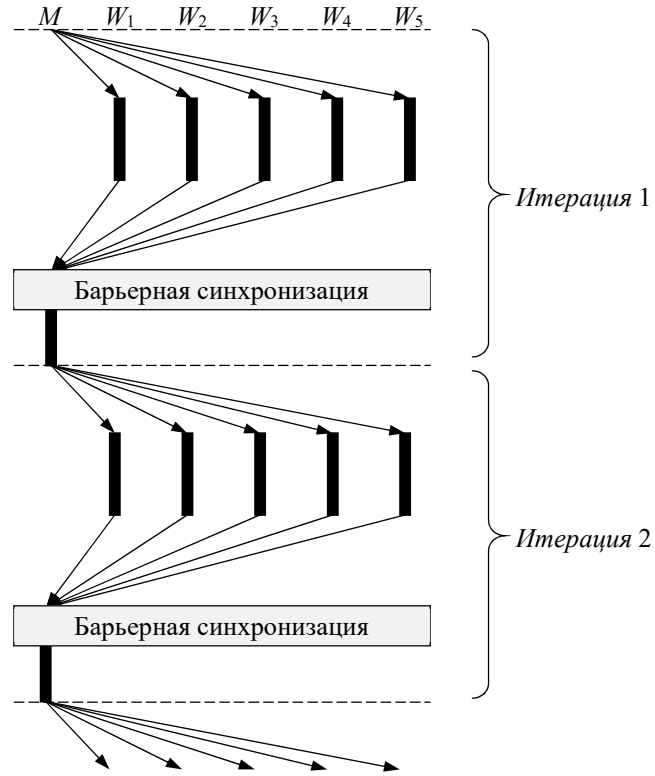 M W₁ W₂ W₃ W₄ W₅
Итерация 1
Барьерная синхронизация
Итерация 2
Барьерная синхронизация